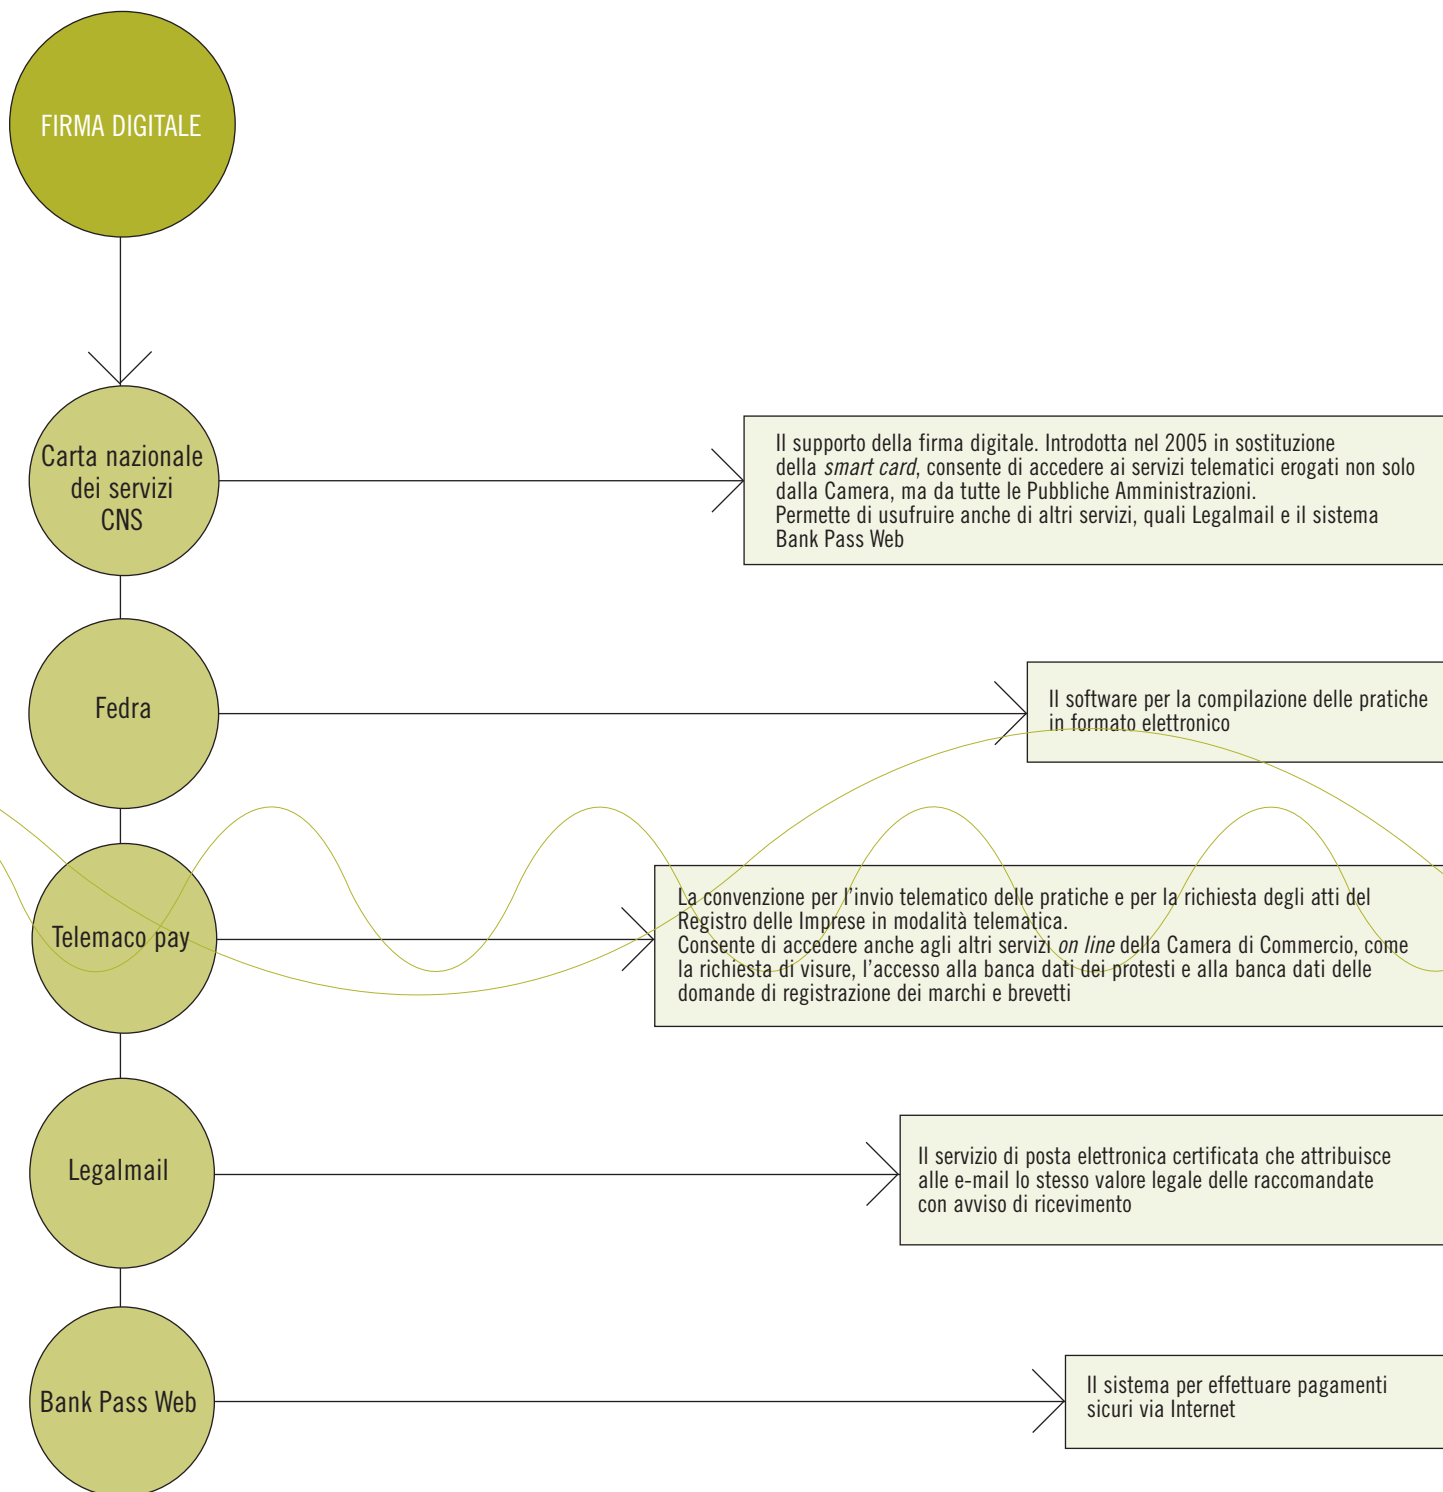 FIRMA DIGITALE
Carta nazionale
dei servizi
CNS
Il supporto della firma digitale. Introdotta nel 2005 in sostituzione
della smart card, consente di accedere ai servizi telematici erogati non solo
dalla Camera, ma da tutte le Pubbliche Amministrazioni.
Permette di usufruire anche di altri servizi, quali Legalmail e il sistema
Bank Pass Web
Fedra
Il software per la compilazione delle pratiche
in formato elettronico
Telemaco pay
La convenzione per l'invio telematico delle pratiche e per la richiesta degli atti del
Registro delle Imprese in modalità telematica.
Consente di accedere anche agli altri servizi on line della Camera di Commercio, come
la richiesta di visure, l'accesso alla banca dati dei protesti e alla banca dati delle
domande di registrazione dei marchi e brevetti
Legalmail
Il servizio di posta elettronica certificata che attribuisce
alle e-mail lo stesso valore legale delle raccomandate
con avviso di ricevimento
Bank Pass Web
Il sistema per effettuare pagamenti
sicuri via Internet